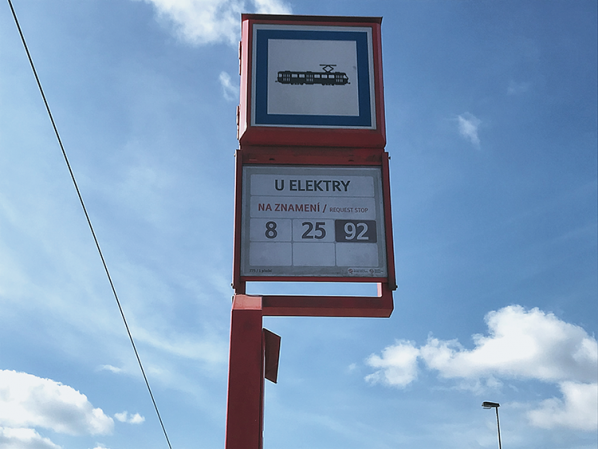 U ELEKTRY
NA ZNAMENÍ / REQUEST STOP
8 25 92